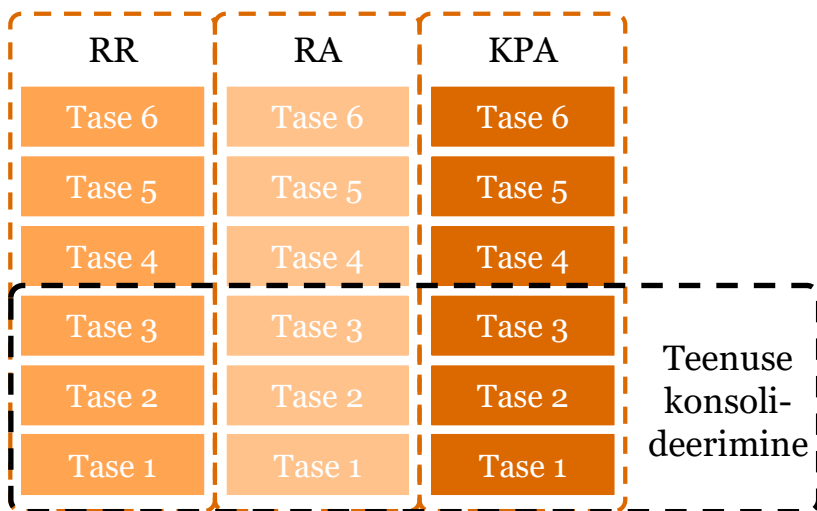 RR RA KPA
Tase 6 Tase 6 Tase 6
Tase 5 Tase 5 Tase 5
Tase 4 Tase 4 Tase 4
Tase 3 Tase 3 Tase 3
Tase 2 Tase 2 Tase 2
Tase 1 Tase 1 Tase 1
Teenuse
konsoli-
deerimine